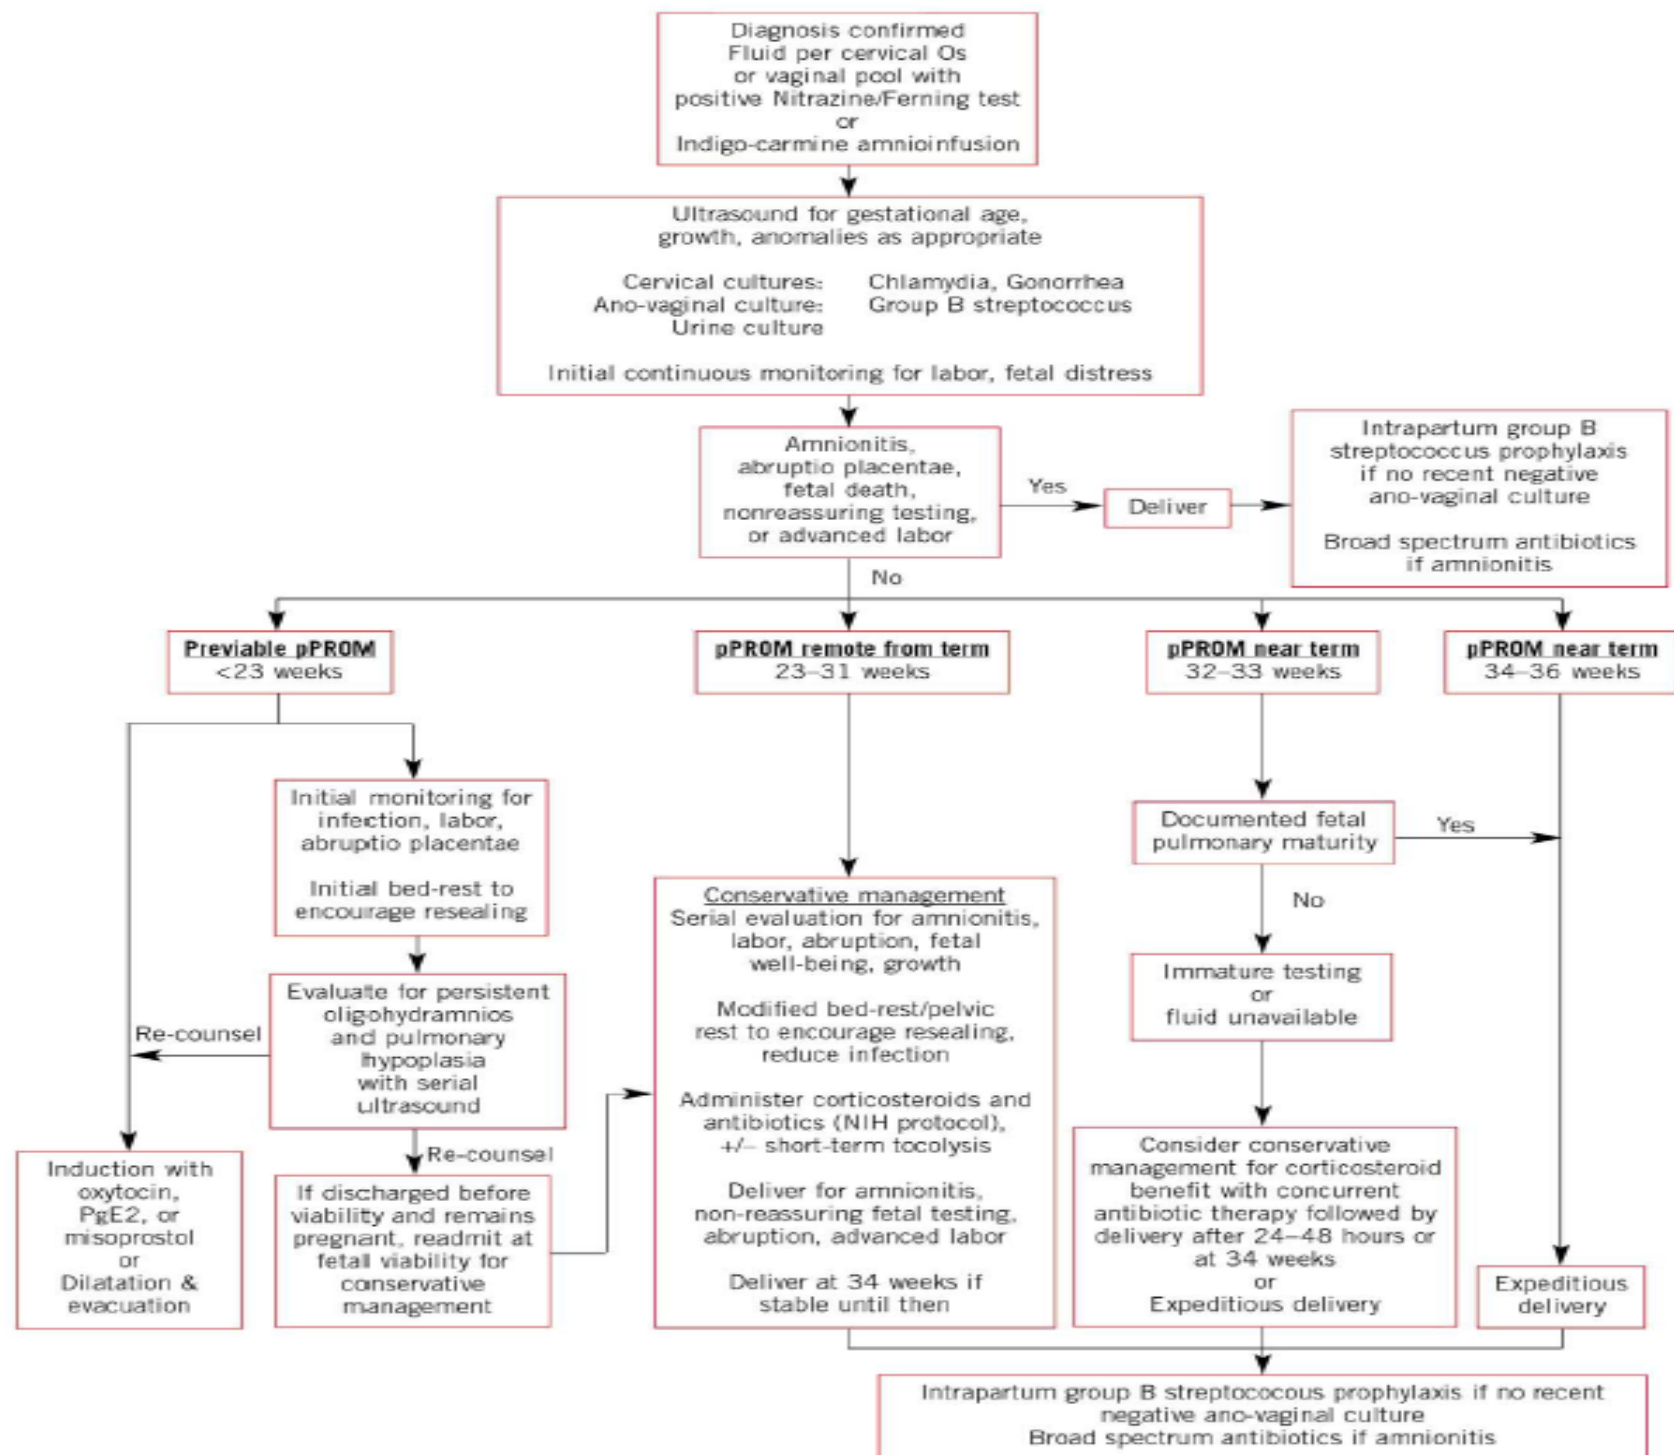 Diagnosis confirmed
Fluid per cervical Os
or vaginal pool with
positive Nitrazine/Ferning test
or
Indigo-carmine amnioinfusion
Ultrasound for gestational age,
growth, anomalies as appropriate
Cervical cultures: Chlamydia, Gonorrhea
Ano-vaginal culture: Group B streptococcus
Urine culture
Initial continuous monitoring for labor, fetal distress
Amnionitis,
abruptio placentae,
fetal death,
nonreassuring testing,
or advanced labor
Yes
Deliver
Intrapartum group B
streptococcus prophylaxis
if no recent negative
ano-vaginal culture
Broad spectrum antibiotics
if amnionitis
No
Previable pPROM
<23 weeks
pPROM remote from term
23–31 weeks
pPROM near term
32–33 weeks
pPROM near term
34–36 weeks
Initial monitoring for
infection, labor,
abruptio placentae
Initial bed-rest to
encourage resealing
Evaluate for persistent
oligohydramnios
and pulmonary
hypoplasia
with serial
ultrasound
Re-counsel
Re-counsel
Induction with
oxytocin,
PgE2, or
misoprostol
or
Dilatation &
evacuation
If discharged before
viability and remains
pregnant, readmit at
fetal viability for
conservative
management
Conservative management
Serial evaluation for amnionitis,
labor, abruption, fetal
well-being, growth
Modified bed-rest/pelvic
rest to encourage resealing,
reduce infection
Administer corticosteroids and
antibiotics (NIH protocol),
+/– short-term tocolysis
Deliver for amnionitis,
non-reassuring fetal testing,
abruption, advanced labor
Deliver at 34 weeks if
stable until then
Documented fetal
pulmonary maturity
Yes
No
Immature testing
or
fluid unavailable
Consider conservative
management for corticosteroid
benefit with concurrent
antibiotic therapy followed by
delivery after 24–48 hours or
at 34 weeks
or
Expeditious delivery
Expeditious
delivery
Intrapartum group B streptococous prophylaxis if no recent
negative ano-vaginal culture
Broad spectrum antibiotics if amnionitis